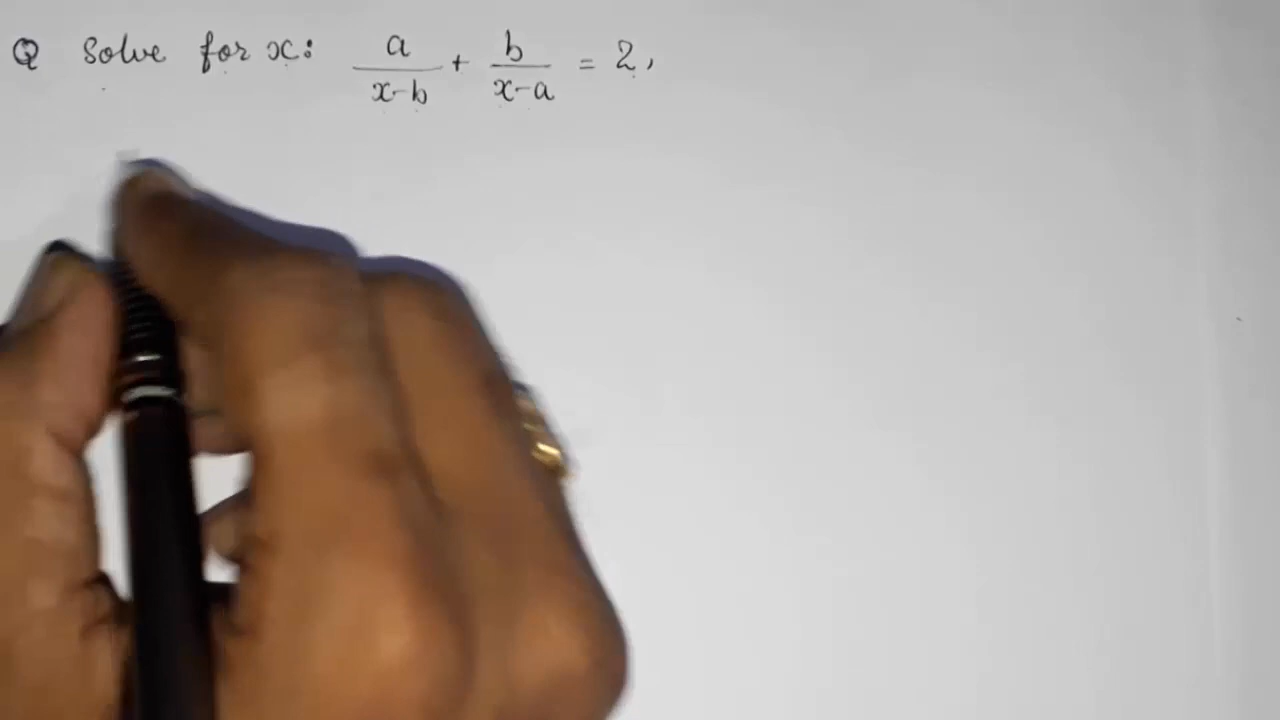 Q Solve for x: a/(x-b) + b/(x-a) = 2,